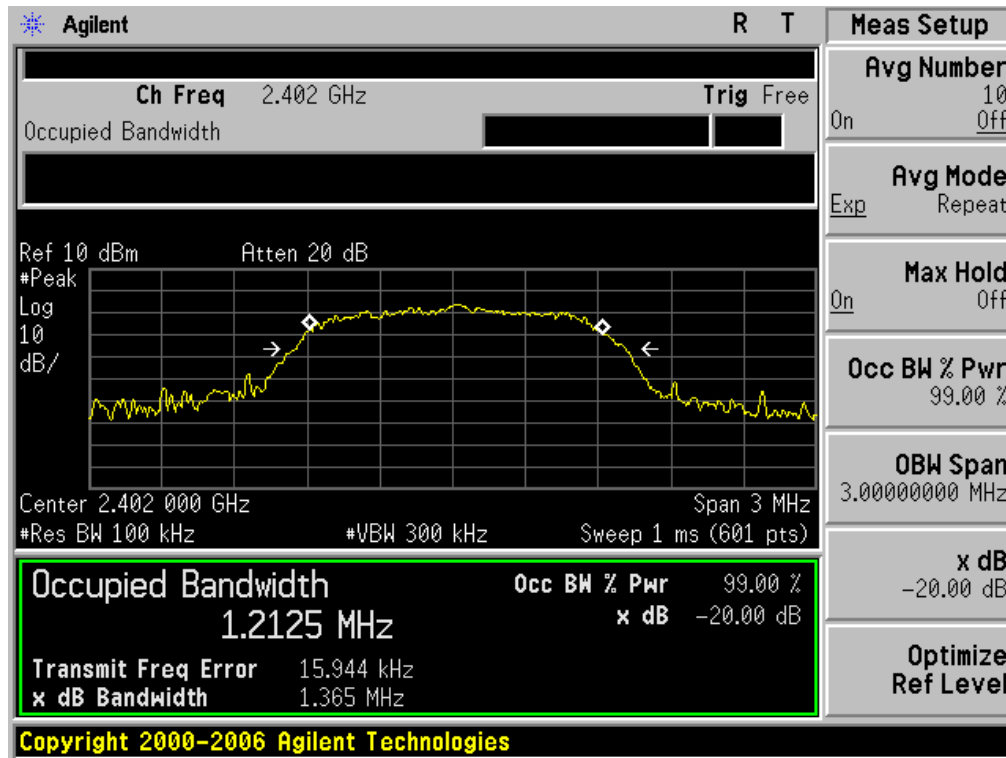 Agilent R T
Ch Freq 2.402 GHz Trig Free
Occupied Bandwidth
Ref 10 dBm Atten 20 dB
#Peak
Log
10
dB/
Center 2.402 000 GHz Span 3 MHz
#Res BW 100 kHz #VBW 300 kHz Sweep 1 ms (601 pts)
Occupied Bandwidth Occ BW % Pwr 99.00 %
1.2125 MHz x dB -20.00 dB
Transmit Freq Error 15.944 kHz
x dB Bandwidth 1.365 MHz
Copyright 2000-2006 Agilent Technologies
Meas Setup
Avg Number
10
On Off
Avg Mode
Exp Repeat
Max Hold
On Off
Occ BW % Pwr
99.00 %
OBW Span
3.00000000 MHz
x dB
-20.00 dB
Optimize
Ref Level